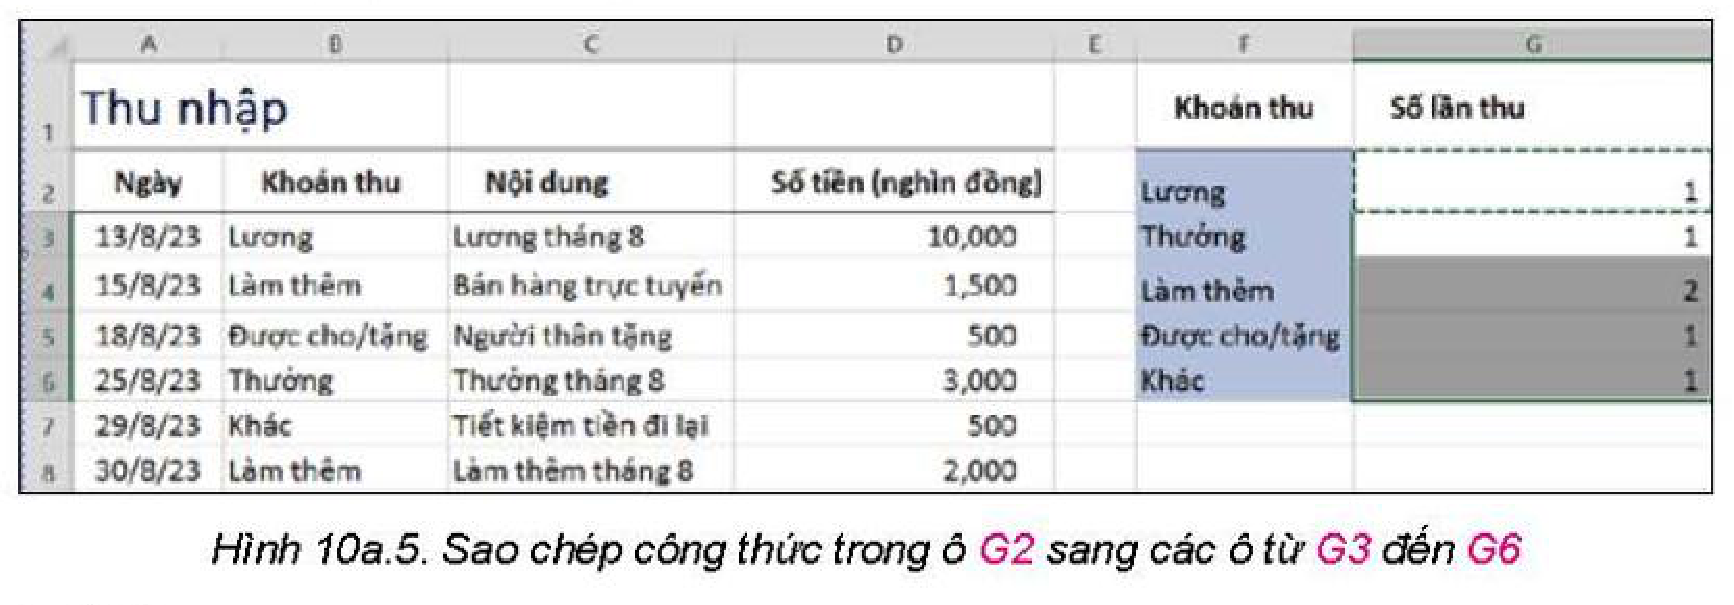 A B C D E F G
1 Thu nhập Khoản thu Số lần thu
2 Ngày Khoản thu Nội dung Số tiền (nghìn đồng) Lương 1
3 13/8/23 Lương Lương tháng 8 10,000 Thưởng 1
4 15/8/23 Làm thêm Bán hàng trực tuyến 1,500 Làm thêm 2
5 18/8/23 Được cho/tặng Người thân tặng 500 Được cho/tặng 1
6 25/8/23 Thưởng Thưởng tháng 8 3,000 Khác 1
7 29/8/23 Khác Tiết kiệm tiền đi lại 500
8 30/8/23 Làm thêm Làm thêm tháng 8 2,000
Hình 10a.5. Sao chép công thức trong ô G2 sang các ô từ G3 đến G6